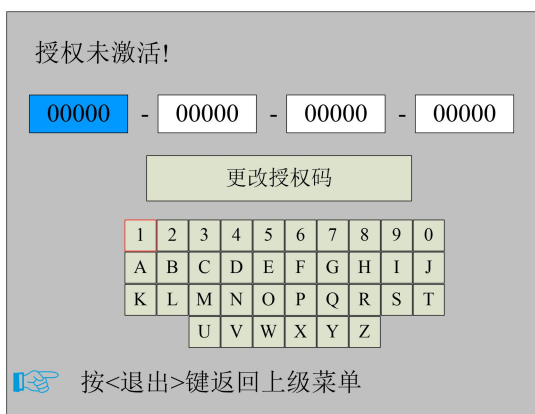 授权未激活!
00000 - 00000 - 00000 - 00000
更改授权码
1 2 3 4 5 6 7 8 9 0
A B C D E F G H I J
K L M N O P Q R S T
U V W X Y Z
按<退出>键返回上级菜单